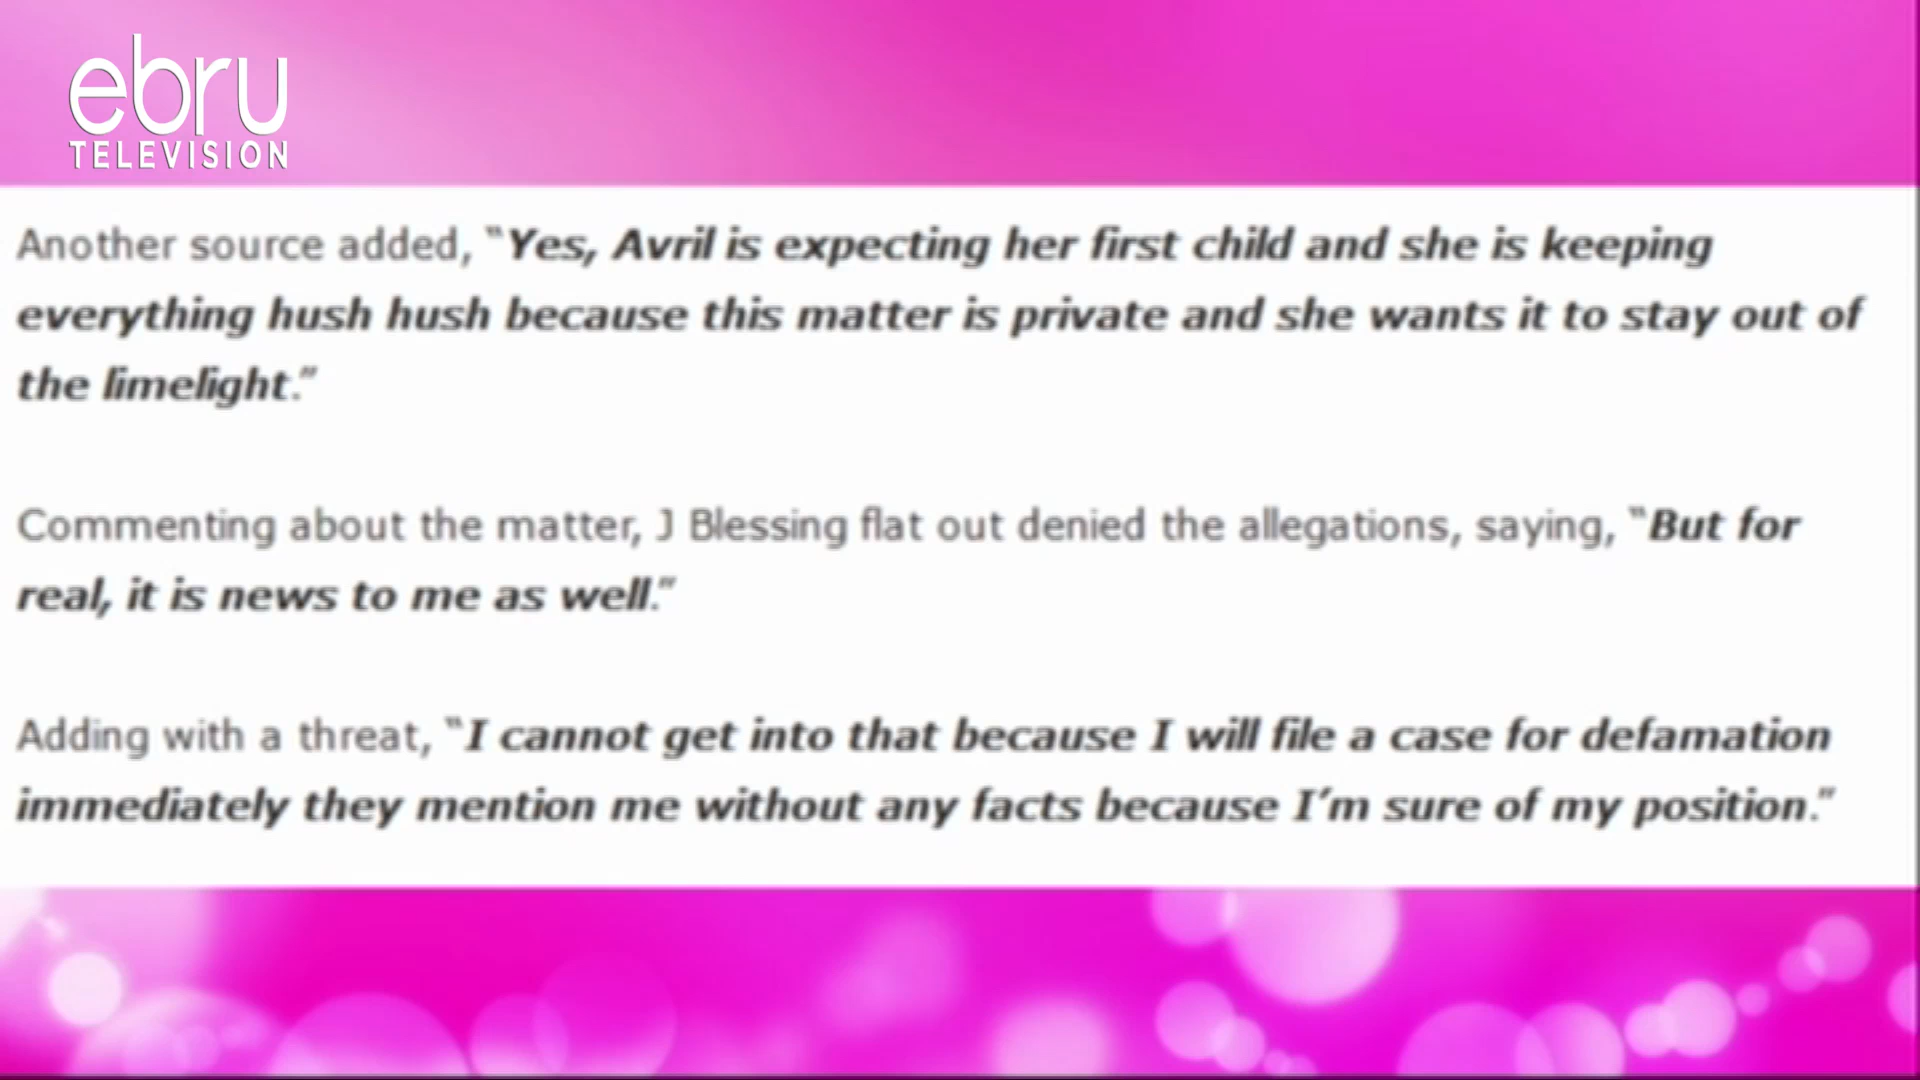 ebru
TELEVISION
Another source added, “Yes, Avril is expecting her first child and she is keeping
everything hush hush because this matter is private and she wants it to stay out of
the limelight.”
Commenting about the matter, J Blessing flat out denied the allegations, saying, “But for
real, it is news to me as well.”
Adding with a threat, “I cannot get into that because I will file a case for defamation
immediately they mention me without any facts because I’m sure of my position.”